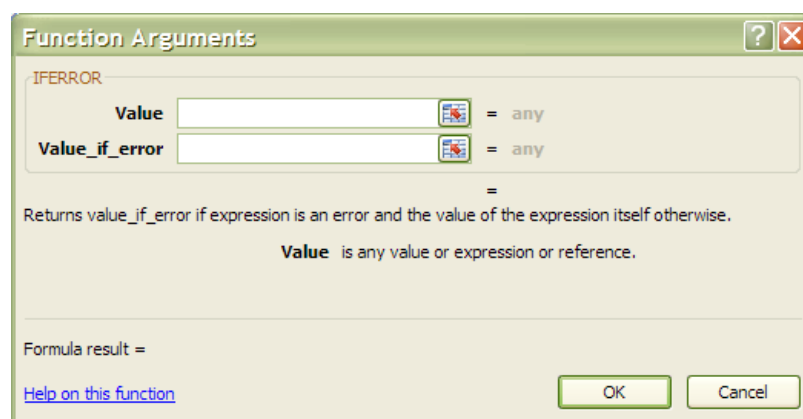 Function Arguments
IFERROR
Value = any
Value_if_error = any
=
Returns value_if_error if expression is an error and the value of the expression itself otherwise.
Value is any value or expression or reference.
Formula result =
Help on this function OK Cancel